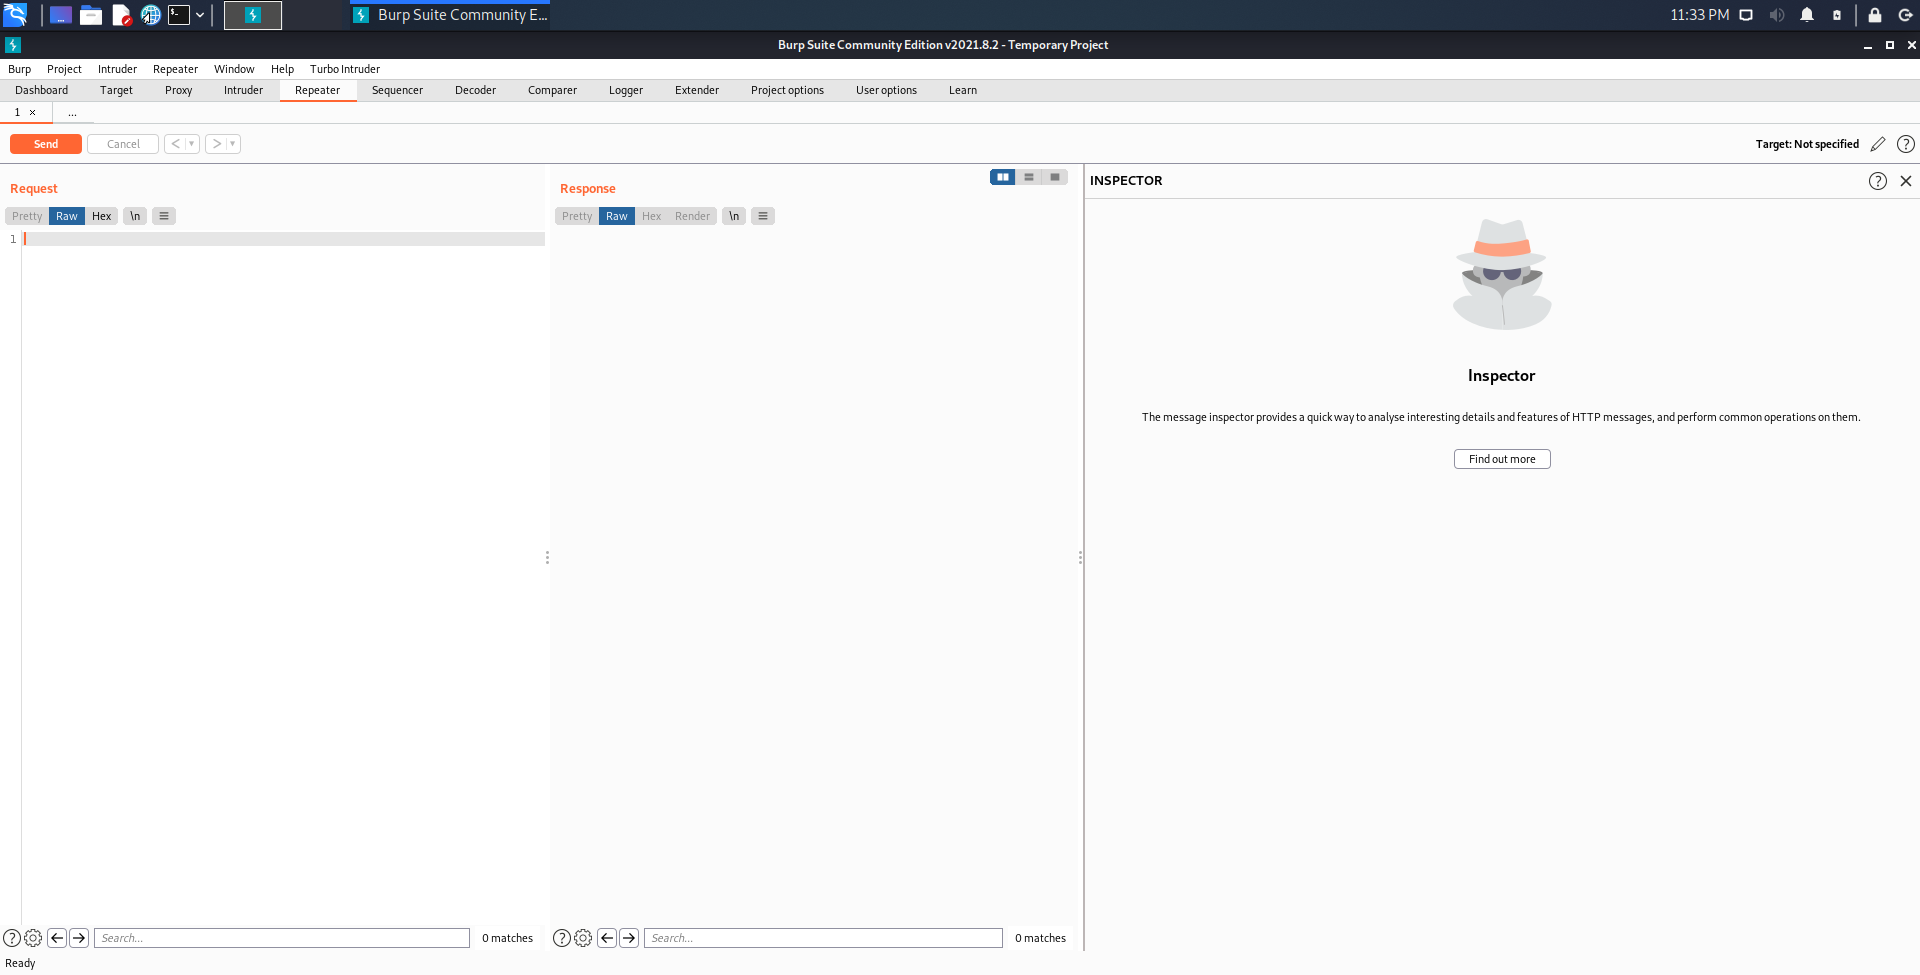 Burp Suite Community E...
11:33 PM
Burp Suite Community Edition v2021.8.2 - Temporary Project
Burp Project Intruder Repeater Window Help Turbo Intruder
Dashboard Target Proxy Intruder Repeater Sequencer Decoder Comparer Logger Extender Project options User options Learn
1 × ...
Send Cancel < > Target: Not specified ?
Request
Pretty Raw Hex \n
1
Response
Pretty Raw Hex Render \n
INSPECTOR ?
Inspector
The message inspector provides a quick way to analyse interesting details and features of HTTP messages, and perform common operations on them.
Find out more
? Search... 0 matches
? Search... 0 matches
Ready